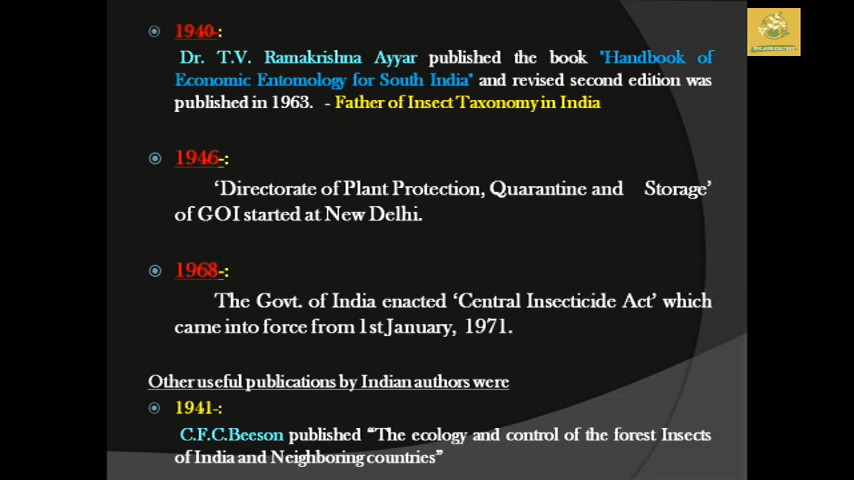 1940-:
Dr. T.V. Ramakrishna Ayyar published the book "Handbook of
Economic Entomology for South India" and revised second edition was
published in 1963. - Father of Insect Taxonomy in India
1946-:
‘Directorate of Plant Protection, Quarantine and Storage’
of GOI started at New Delhi.
1968-:
The Govt. of India enacted ‘Central Insecticide Act’ which
came into force from 1st January, 1971.
Other useful publications by Indian authors were
1941-:
C.F.C.Beeson published “The ecology and control of the forest Insects
of India and Neighboring countries”